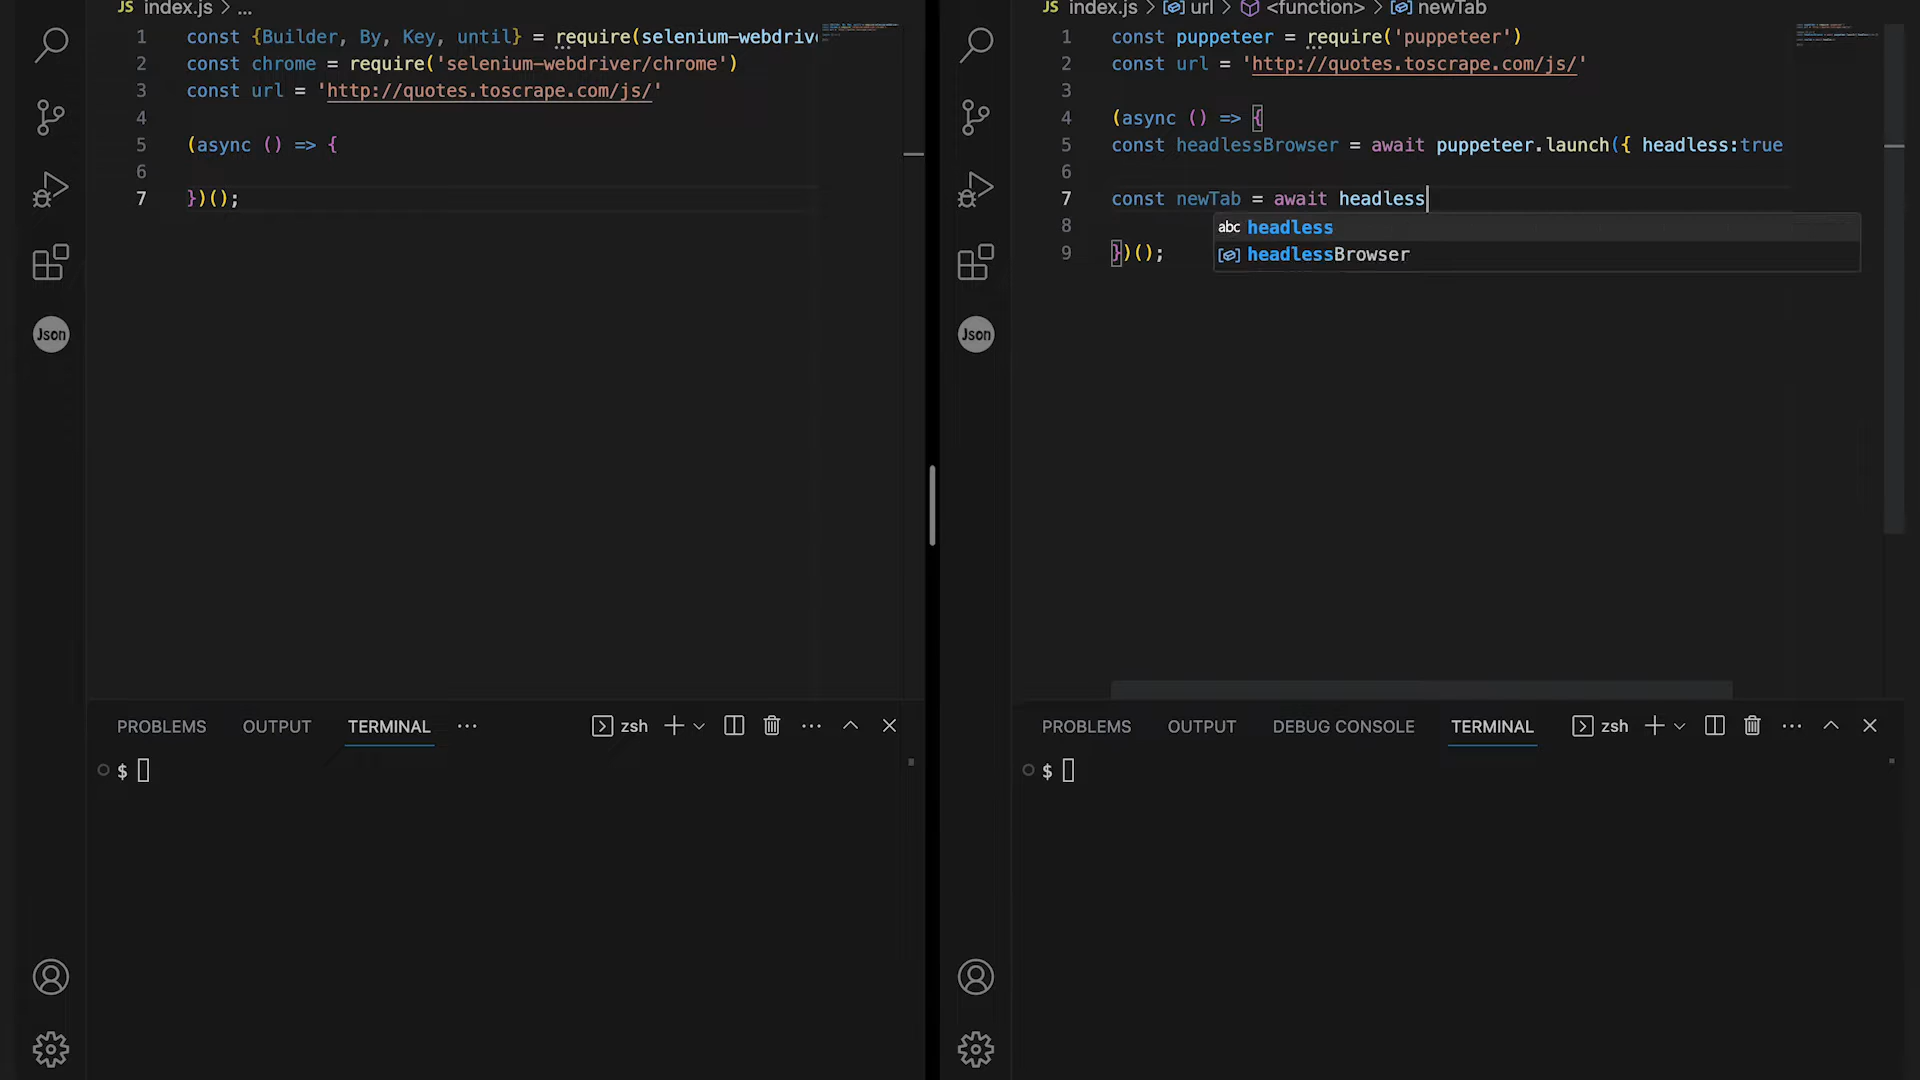 JS index.js > ...
1 const {Builder, By, Key, until} = require(selenium-webdrive
2 const chrome = require('selenium-webdriver/chrome')
3 const url = 'http://quotes.toscrape.com/js/'
4
5 (async () => {
6
7 })();
Json
PROBLEMS OUTPUT TERMINAL ... zsh
$
JS index.js > url > <function> > newTab
1 const puppeteer = require('puppeteer')
2 const url = 'http://quotes.toscrape.com/js/'
3
4 (async () => {
5 const headlessBrowser = await puppeteer.launch({ headless:true
6
7 const newTab = await headless
8
abc headless
headlessBrowser
9 })();
Json
PROBLEMS OUTPUT DEBUG CONSOLE TERMINAL zsh ...
$